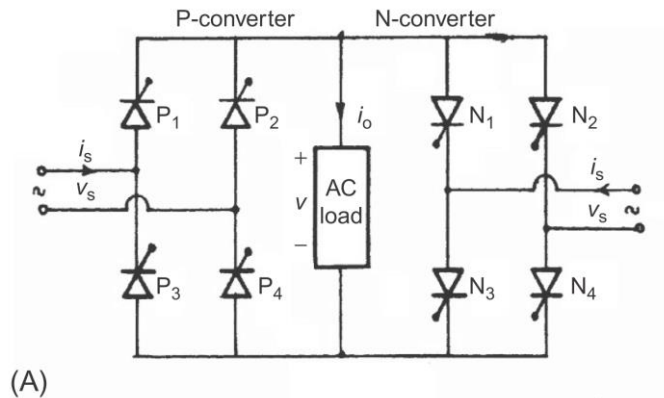 P-converter N-converter
P1 P2 N1 N2
io
is is
+
vs AC vs
v load
−
P3 P4 N3 N4
(A)